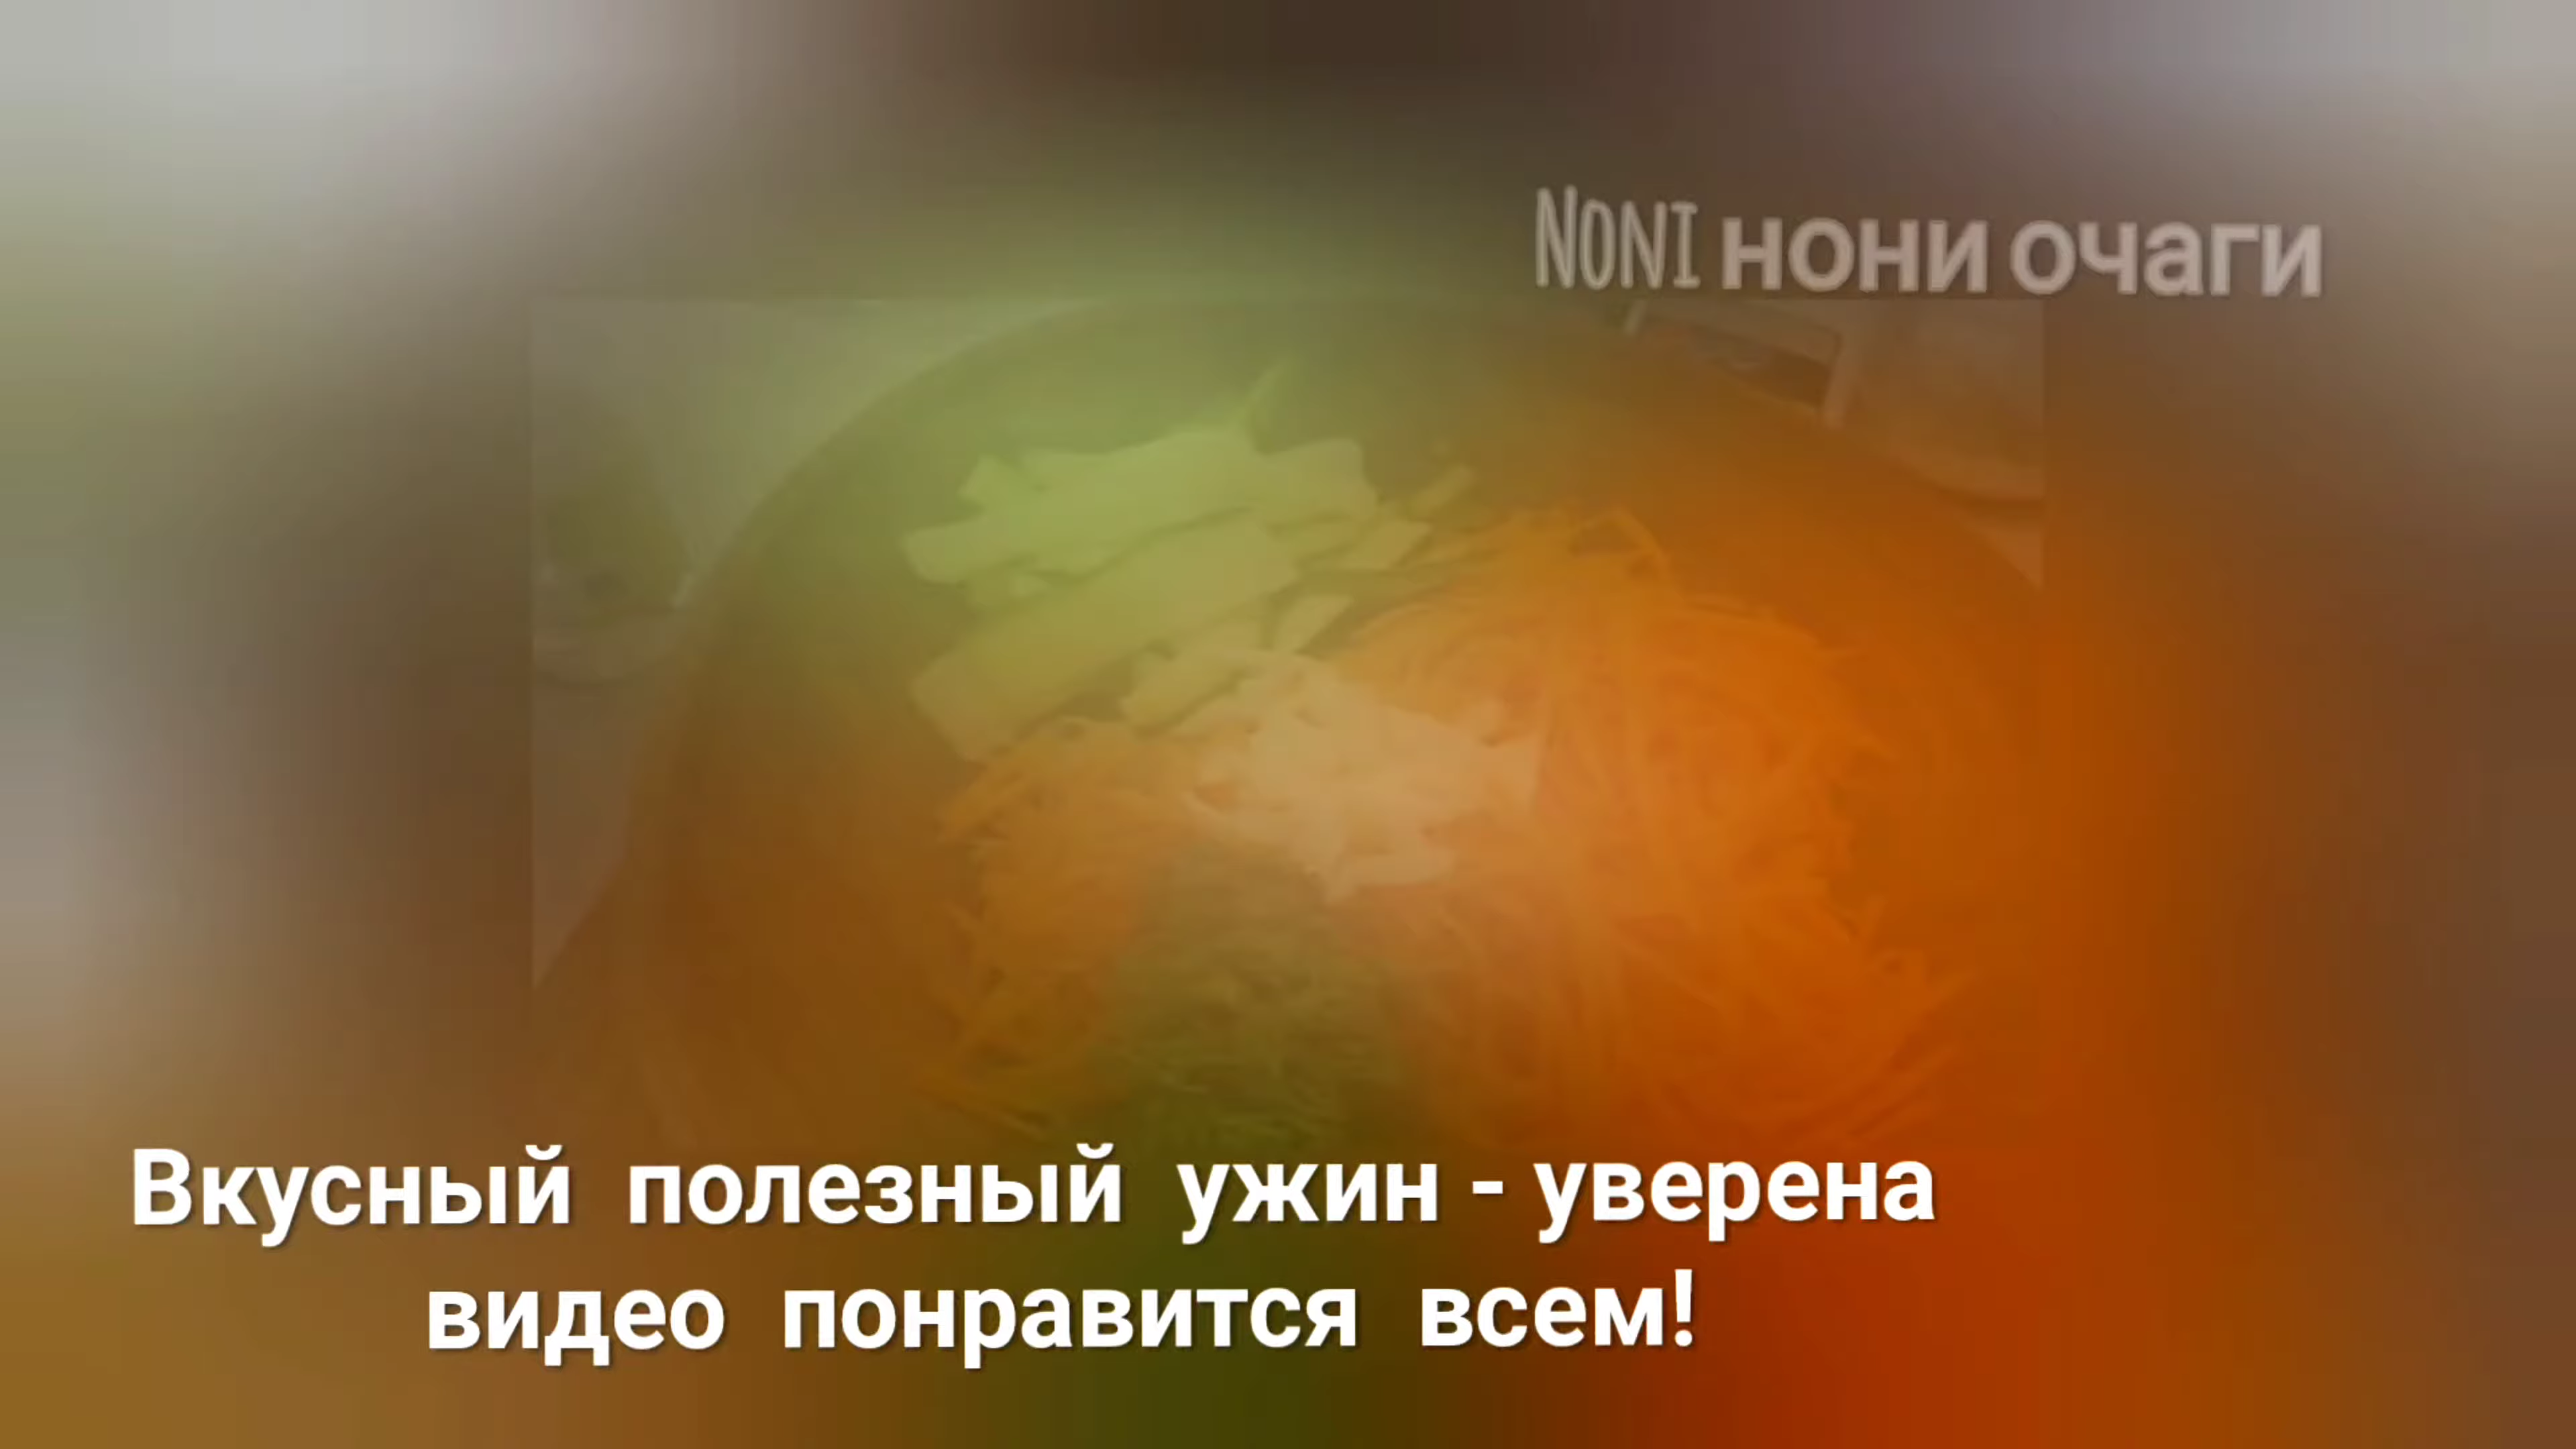 NONI нони очаги
Вкусный полезный ужин - уверена
видео понравится всем!